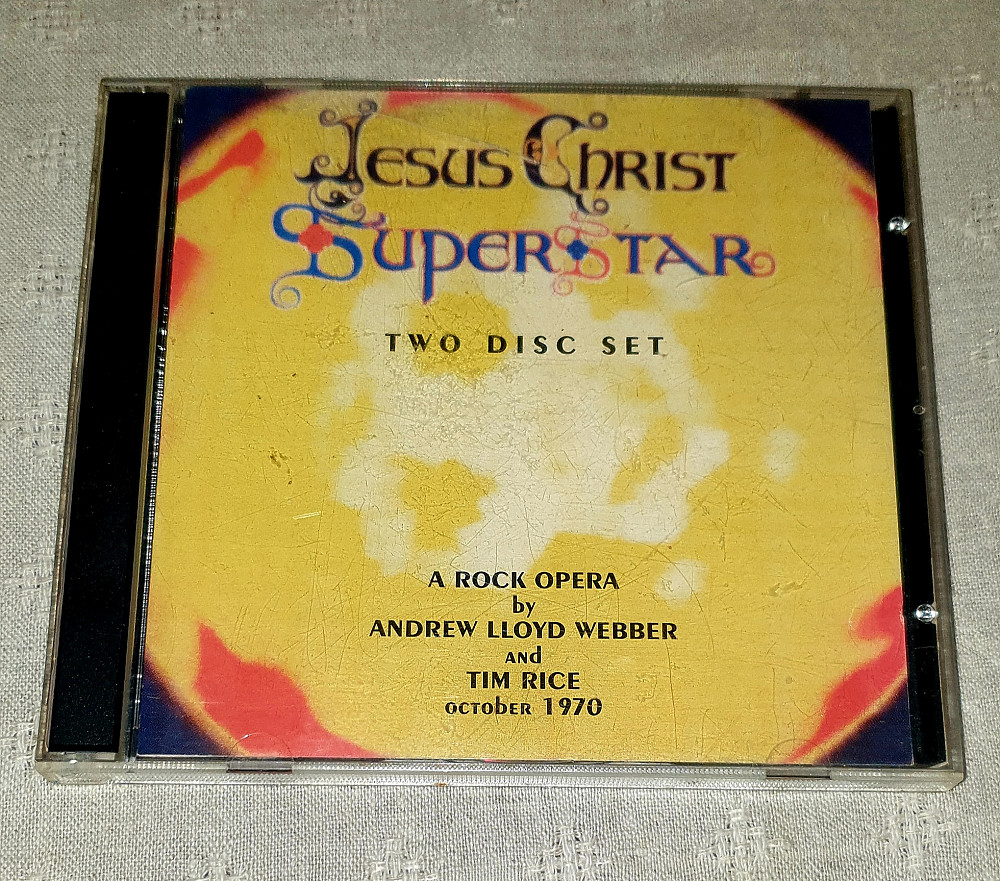 Jesus Christ
SuperStar
TWO DISC SET
A ROCK OPERA
by
ANDREW LLOYD WEBBER
ANd
TIM RICE
OCTObER 1970